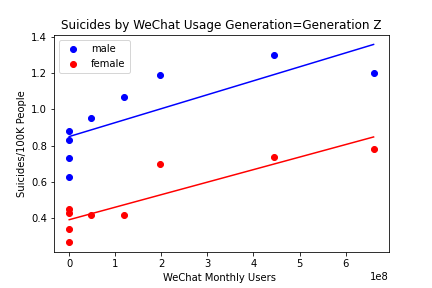 Suicides by WeChat Usage Generation=Generation Z
male
female
Suicides/100K People
1.4
1.2
1.0
0.8
0.6
0.4
0 1 2 3 4 5 6
1e8
WeChat Monthly Users